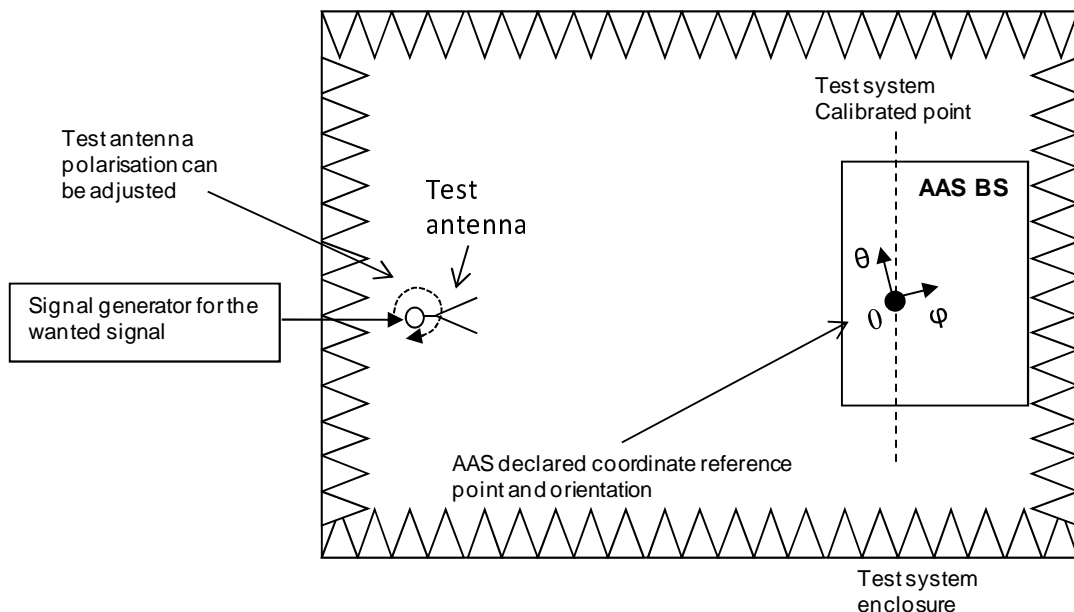 Test system
Calibrated point
Test antenna
polarisation can
be adjusted
Test
antenna
AAS BS
θ
Signal generator for the
wanted signal
0
φ
AAS declared coordinate reference
point and orientation
Test system
enclosure